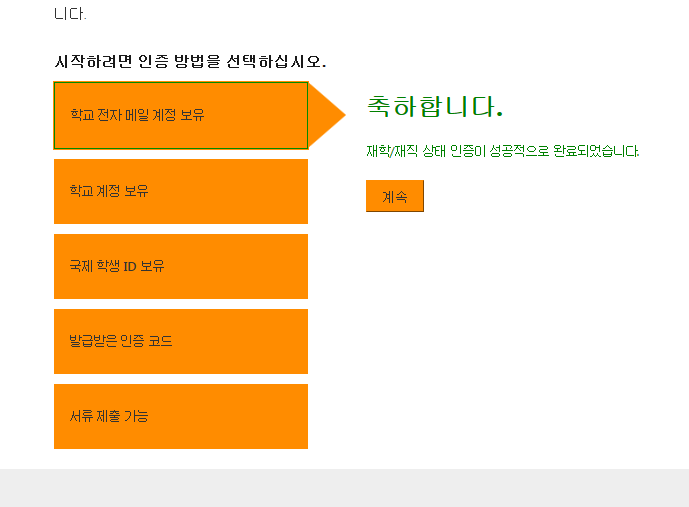 니다.
시작하려면 인증 방법을 선택하십시오.
학교 전자 메일 계정 보유
축하합니다.
재학/재직 상태 인증이 성공적으로 완료되었습니다.
계속
학교 계정 보유
국제 학생 ID 보유
발급받은 인증 코드
서류 제출 가능